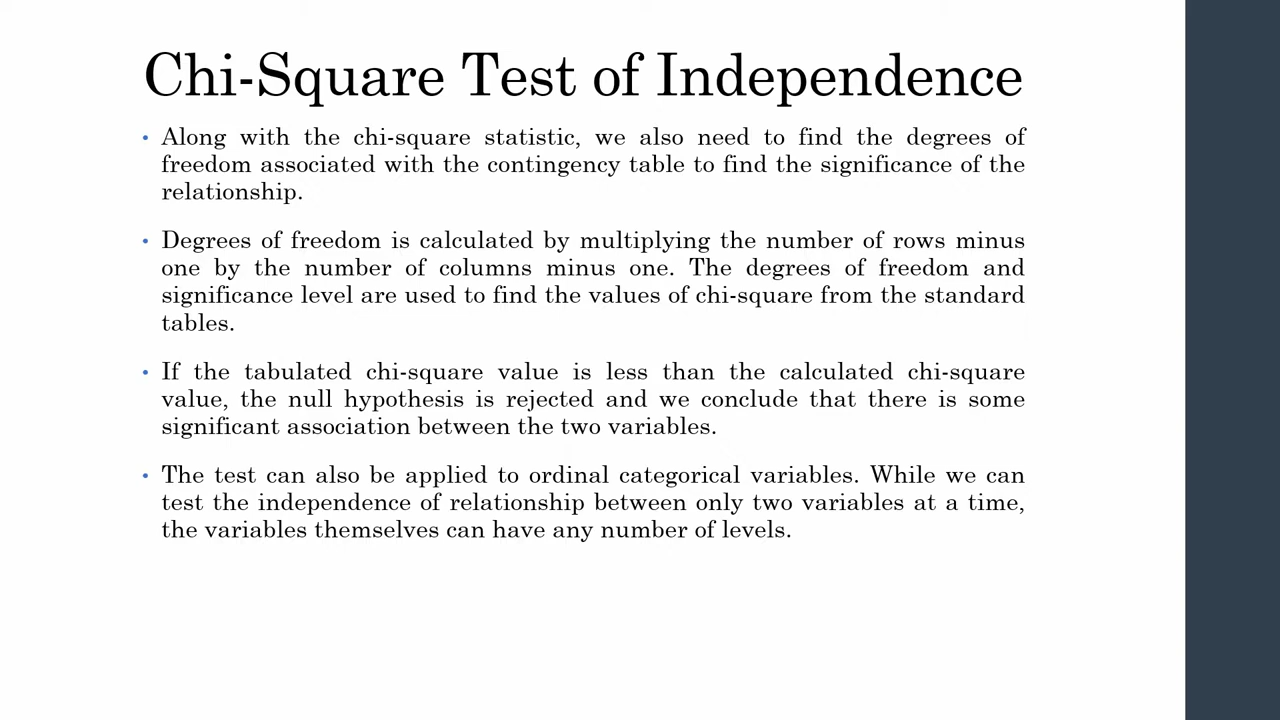 Chi-Square Test of Independence
• Along with the chi-square statistic, we also need to find the degrees of
freedom associated with the contingency table to find the significance of the
relationship.
• Degrees of freedom is calculated by multiplying the number of rows minus
one by the number of columns minus one. The degrees of freedom and
significance level are used to find the values of chi-square from the standard
tables.
• If the tabulated chi-square value is less than the calculated chi-square
value, the null hypothesis is rejected and we conclude that there is some
significant association between the two variables.
• The test can also be applied to ordinal categorical variables. While we can
test the independence of relationship between only two variables at a time,
the variables themselves can have any number of levels.